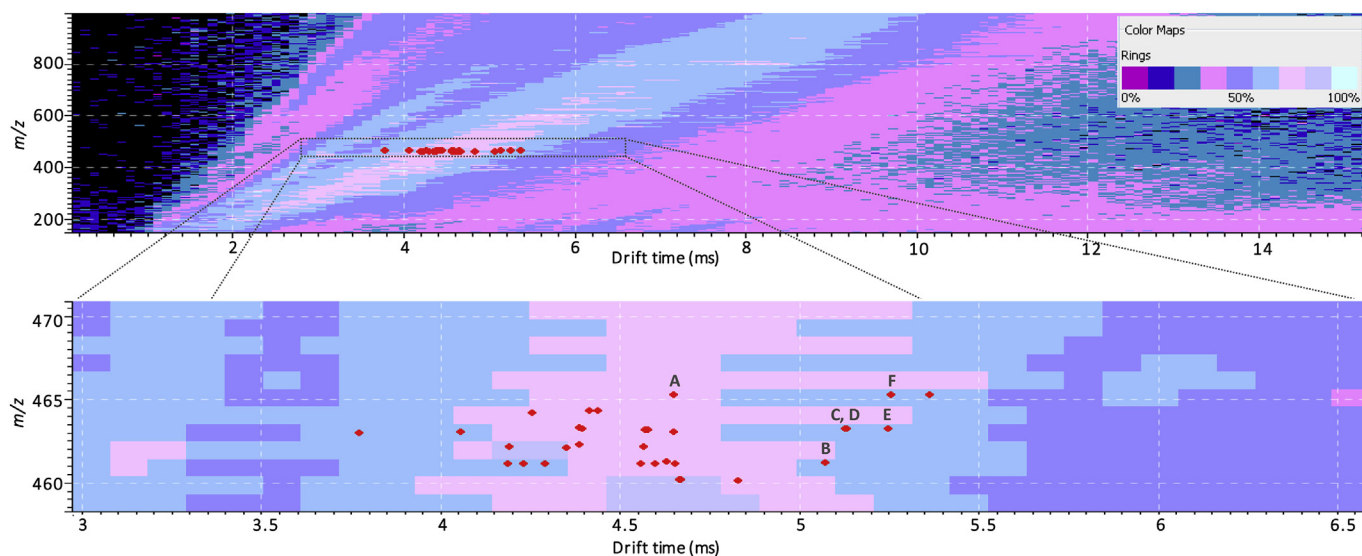 Color Maps
Rings
0% 50% 100%
m/z
800
600
400
200
2 4 6 8 10 12 14
Drift time (ms)
470
465
460
m/z
A
F
C, D
E
B
3 3.5 4 4.5 5 5.5 6 6.5
Drift time (ms)